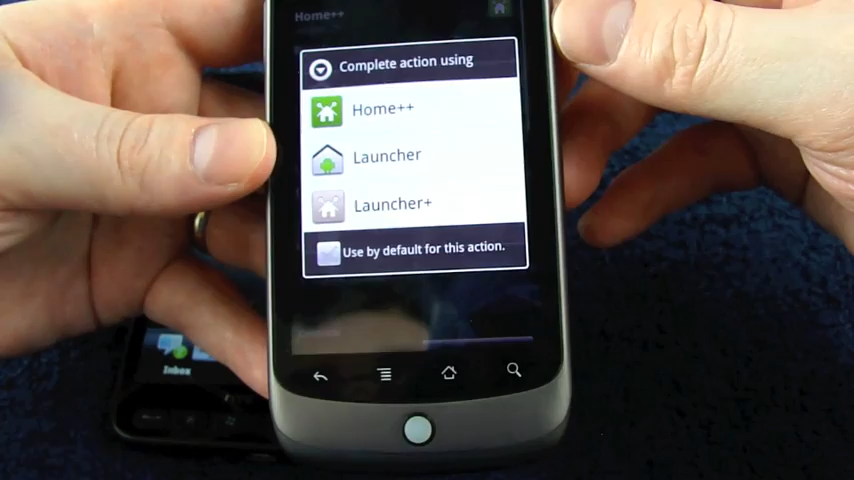 Home++
Complete action using
Home++
Launcher
Launcher+
Use by default for this action.
Inbox